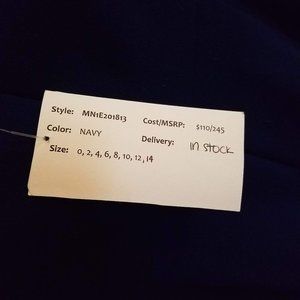 Style: MN1E201813 Cost/MSRP: $110/245
Color: NAVY Delivery: in stock
Size: 0, 2, 4, 6, 8, 10, 12, 14